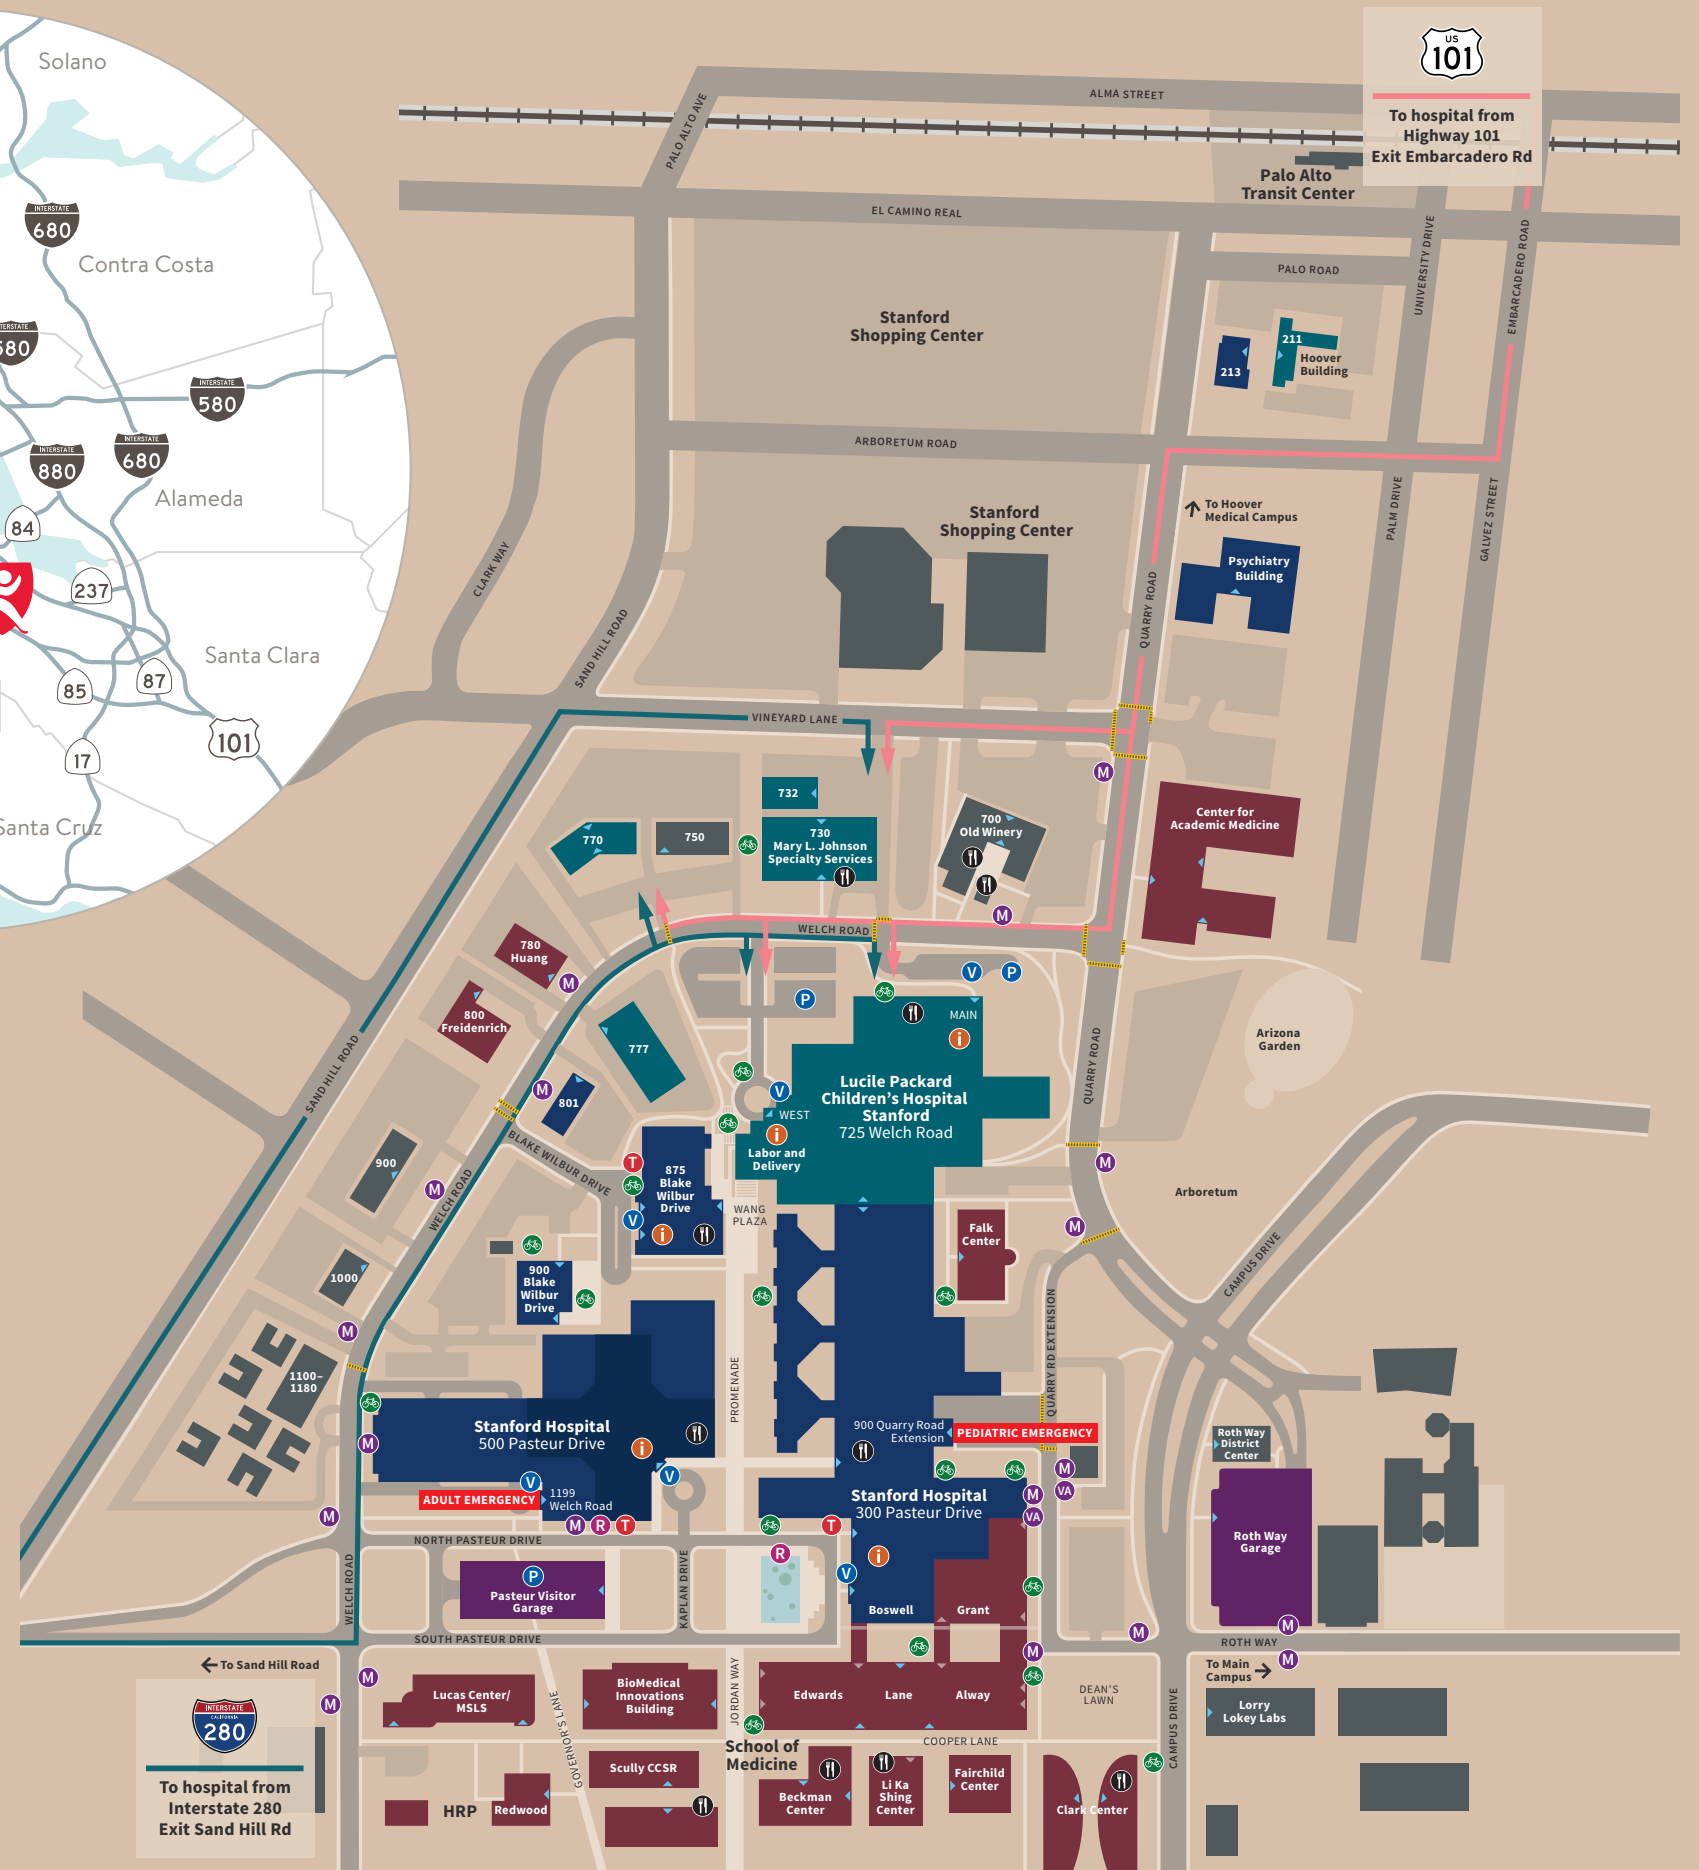 Solano
INTERSTATE
680
Contra Costa
INTERSTATE
580
INTERSTATE
580
INTERSTATE
880
INTERSTATE
680
Alameda
84
237
Santa Clara
85
87
US
101
17
Santa Cruz
US
101
To hospital from
Highway 101
Exit Embarcadero Rd
ALMA STREET
PALO ALTO AVE
Palo Alto
Transit Center
EL CAMINO REAL
UNIVERSITY DRIVE
EMBARCADERO ROAD
PALO ROAD
Stanford
Shopping Center
211
Hoover
Building
213
ARBORETUM ROAD
To Hoover
Medical Campus
PALM DRIVE
GALVEZ STREET
Stanford
Shopping Center
Psychiatry
Building
CLARK WAY
SAND HILL ROAD
QUARRY ROAD
VINEYARD LANE
M
732
730
Mary L. Johnson
Specialty Services
770
750
700
Old Winery
Center for
Academic Medicine
M
WELCH ROAD
780
Huang
M
800
Freidenrich
V
P
P
777
MAIN
i
Arizona
Garden
SAND HILL ROAD
QUARRY ROAD
M
801
V
WEST
i
Labor and
Delivery
Lucile Packard
Children's Hospital
Stanford
725 Welch Road
BLAKE WILBUR DRIVE
900
M
WELCH ROAD
T
875
Blake
Wilbur
Drive
V
i
WANG
PLAZA
M
Arboretum
M
Falk
Center
CAMPUS DRIVE
1000
900
Blake
Wilbur
Drive
M
1100–
1180
PROMENADE
QUARRY RD EXTENSION
Stanford Hospital
500 Pasteur Drive
i
M
900 Quarry Road
Extension
PEDIATRIC EMERGENCY
Roth Way
District
Center
V
V
ADULT EMERGENCY
1199
Welch Road
M
VA
M
VA
Stanford Hospital
300 Pasteur Drive
M
M
R
T
T
NORTH PASTEUR DRIVE
R
i
V
Roth Way
Garage
WELCH ROAD
P
Pasteur Visitor
Garage
KAPLAN DRIVE
Boswell
Grant
M
M
SOUTH PASTEUR DRIVE
ROTH WAY
To Sand Hill Road
M
M
M
To Main
Campus
M
INTERSTATE
CALIFORNIA
280
To hospital from
Interstate 280
Exit Sand Hill Rd
Lucas Center/
MSLS
GOVERNOR'S LANE
BioMedical
Innovations
Building
JORDAN WAY
Edwards
Lane
Alway
DEAN'S
LAWN
CAMPUS DRIVE
Lorry
Lokey Labs
School of
Medicine
COOPER LANE
Scully CCSR
HRP
Redwood
Beckman
Center
Li Ka
Shing
Center
Fairchild
Center
Clark Center